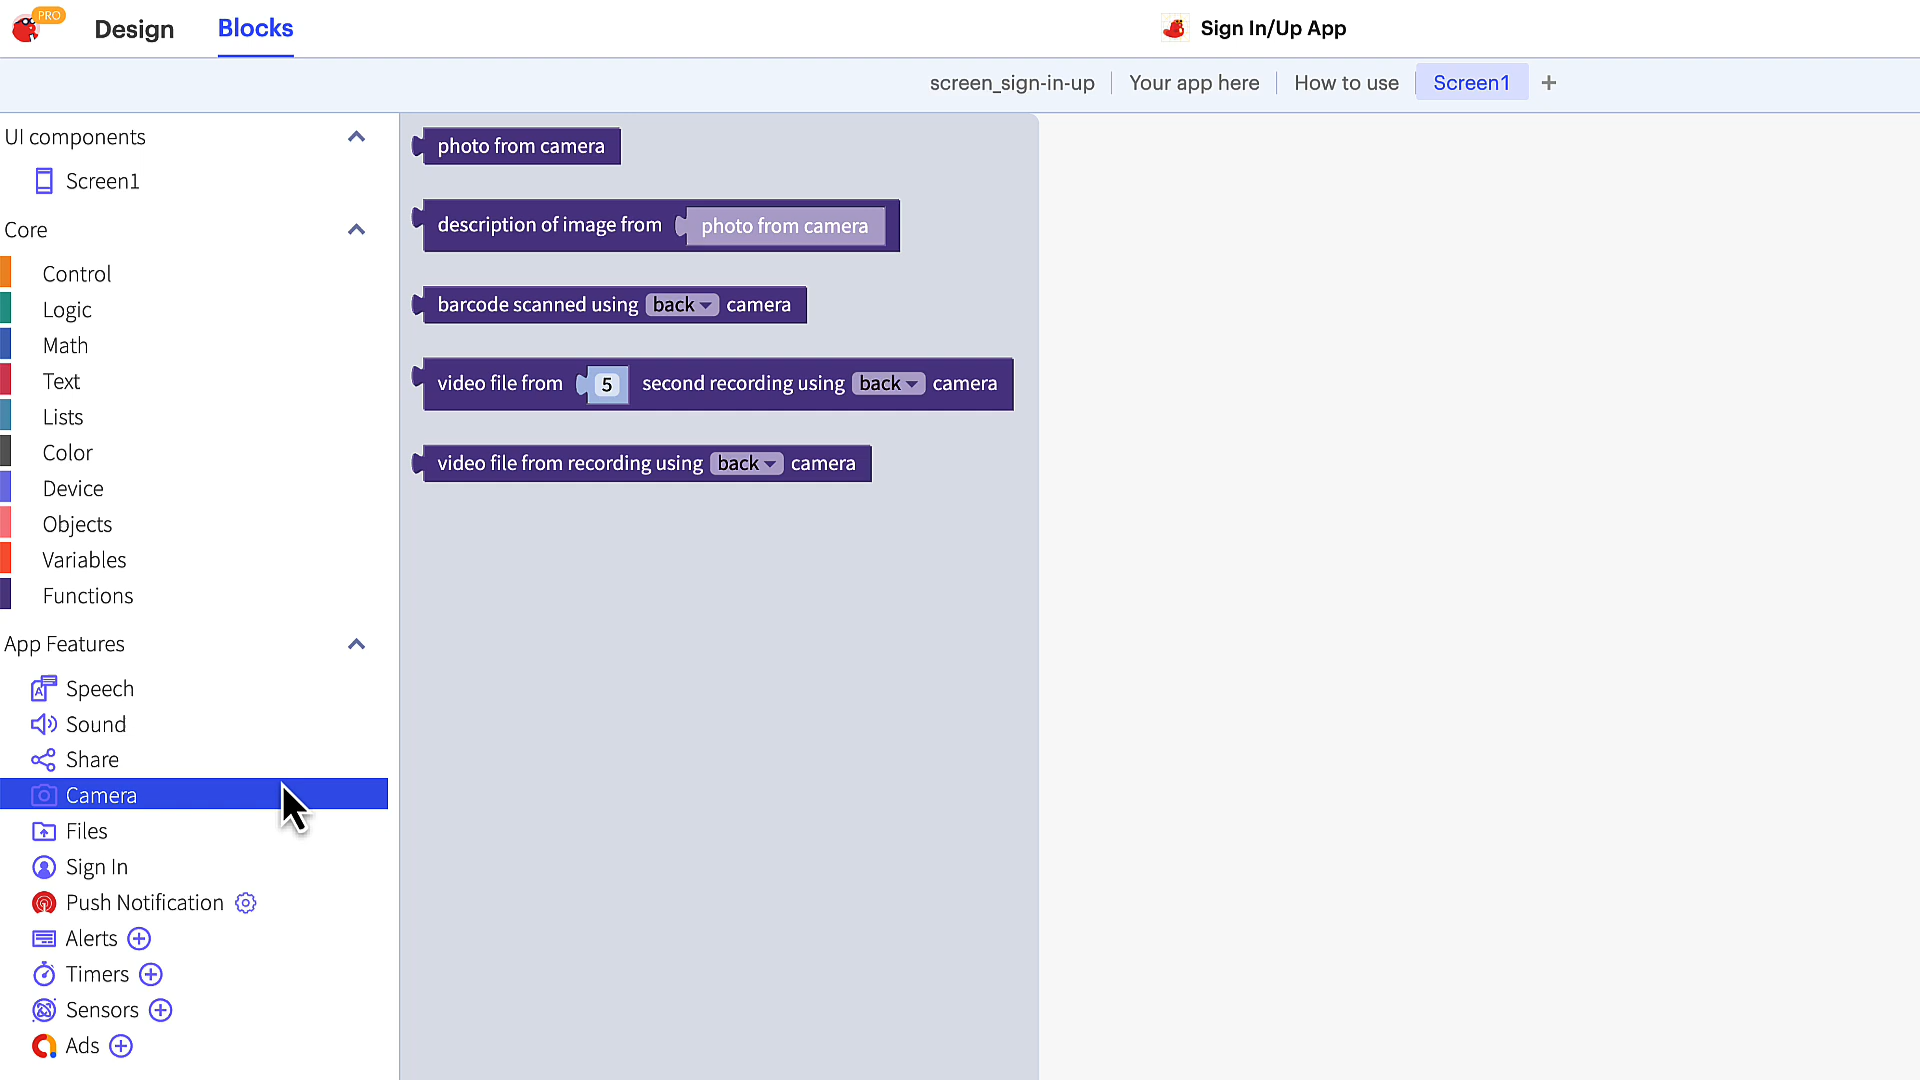 PRO
Design
Blocks
Sign In/Up App
screen_sign-in-up
Your app here
How to use
Screen1
+
UI components
Screen1
Core
Control
Logic
Math
Text
Lists
Color
Device
Objects
Variables
Functions
App Features
Speech
Sound
Share
Camera
Files
Sign In
Push Notification
Alerts
Timers
Sensors
Ads
photo from camera
description of image from photo from camera
barcode scanned using back camera
video file from 5 second recording using back camera
video file from recording using back camera